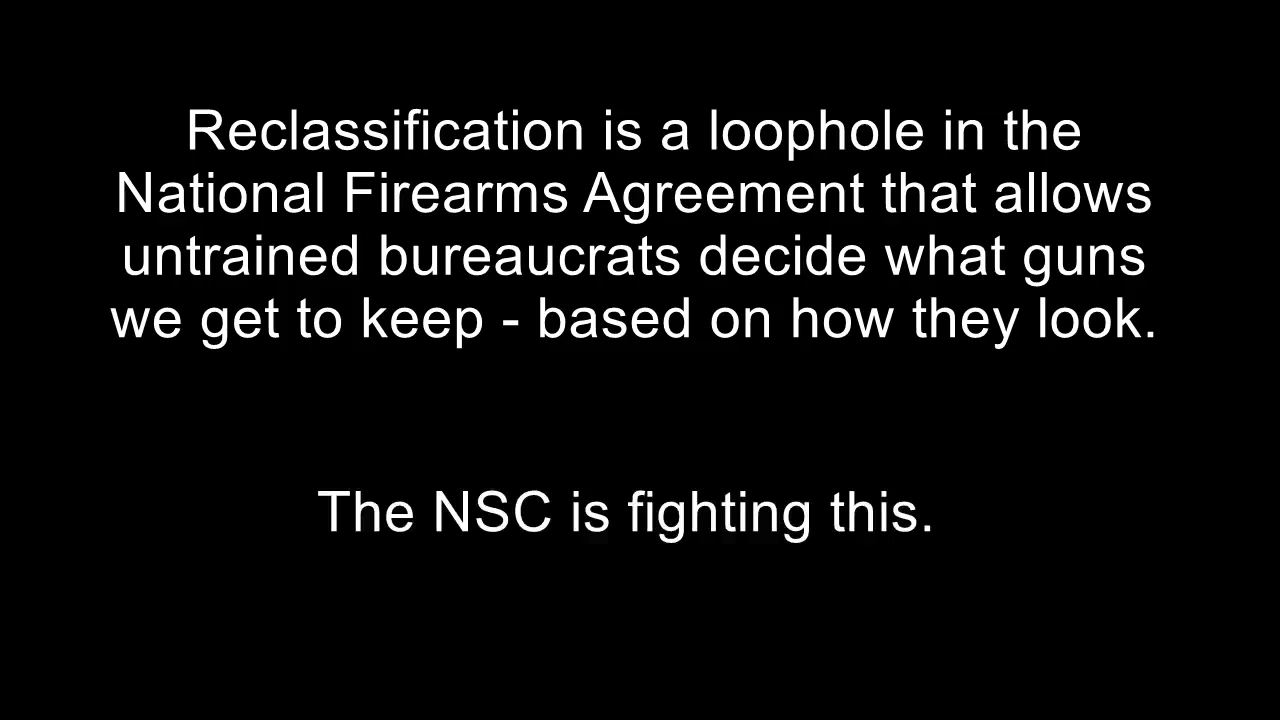 Reclassification is a loophole in the
National Firearms Agreement that allows
untrained bureaucrats decide what guns
we get to keep - based on how they look.
The NSC is fighting this.